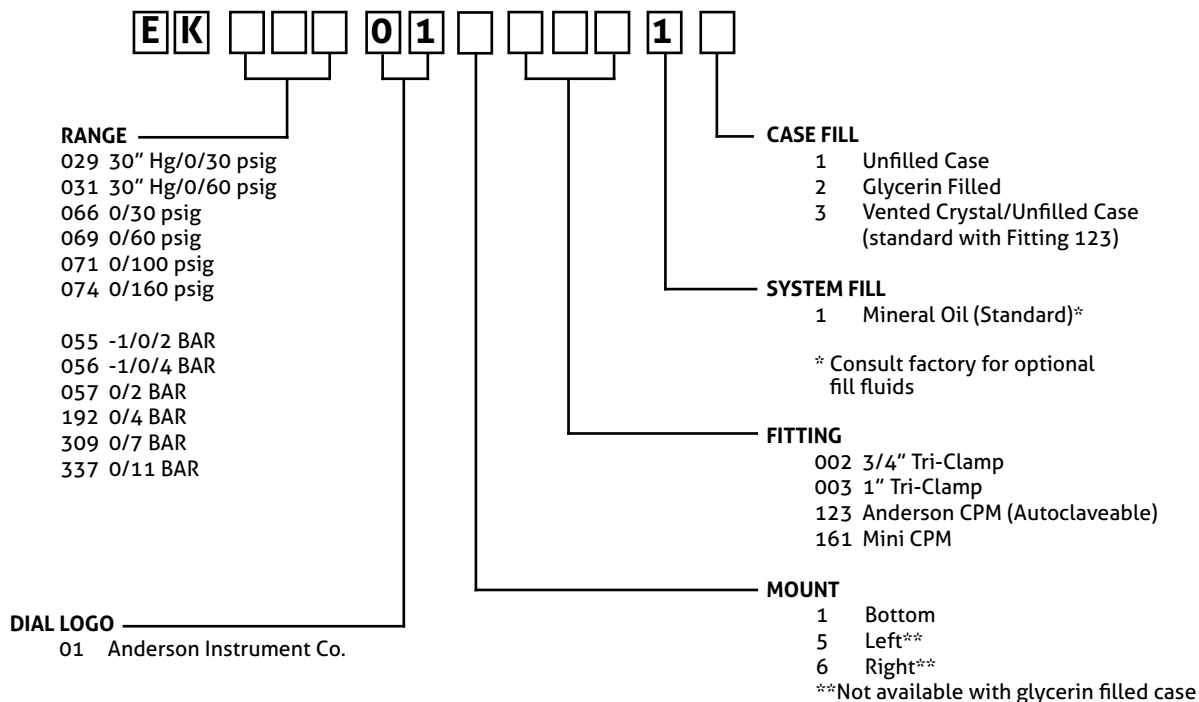 EK 01 1
RANGE
029 30" Hg/0/30 psig
031 30" Hg/0/60 psig
066 0/30 psig
069 0/60 psig
071 0/100 psig
074 0/160 psig
055 -1/0/2 BAR
056 -1/0/4 BAR
057 0/2 BAR
192 0/4 BAR
309 0/7 BAR
337 0/11 BAR
DIAL LOGO
01 Anderson Instrument Co.
CASE FILL
1 Unfilled Case
2 Glycerin Filled
3 Vented Crystal/Unfilled Case
(standard with Fitting 123)
SYSTEM FILL
1 Mineral Oil (Standard)*
* Consult factory for optional
fill fluids
FITTING
002 3/4" Tri-Clamp
003 1" Tri-Clamp
123 Anderson CPM (Autoclaveable)
161 Mini CPM
MOUNT
1 Bottom
5 Left**
6 Right**
**Not available with glycerin filled case